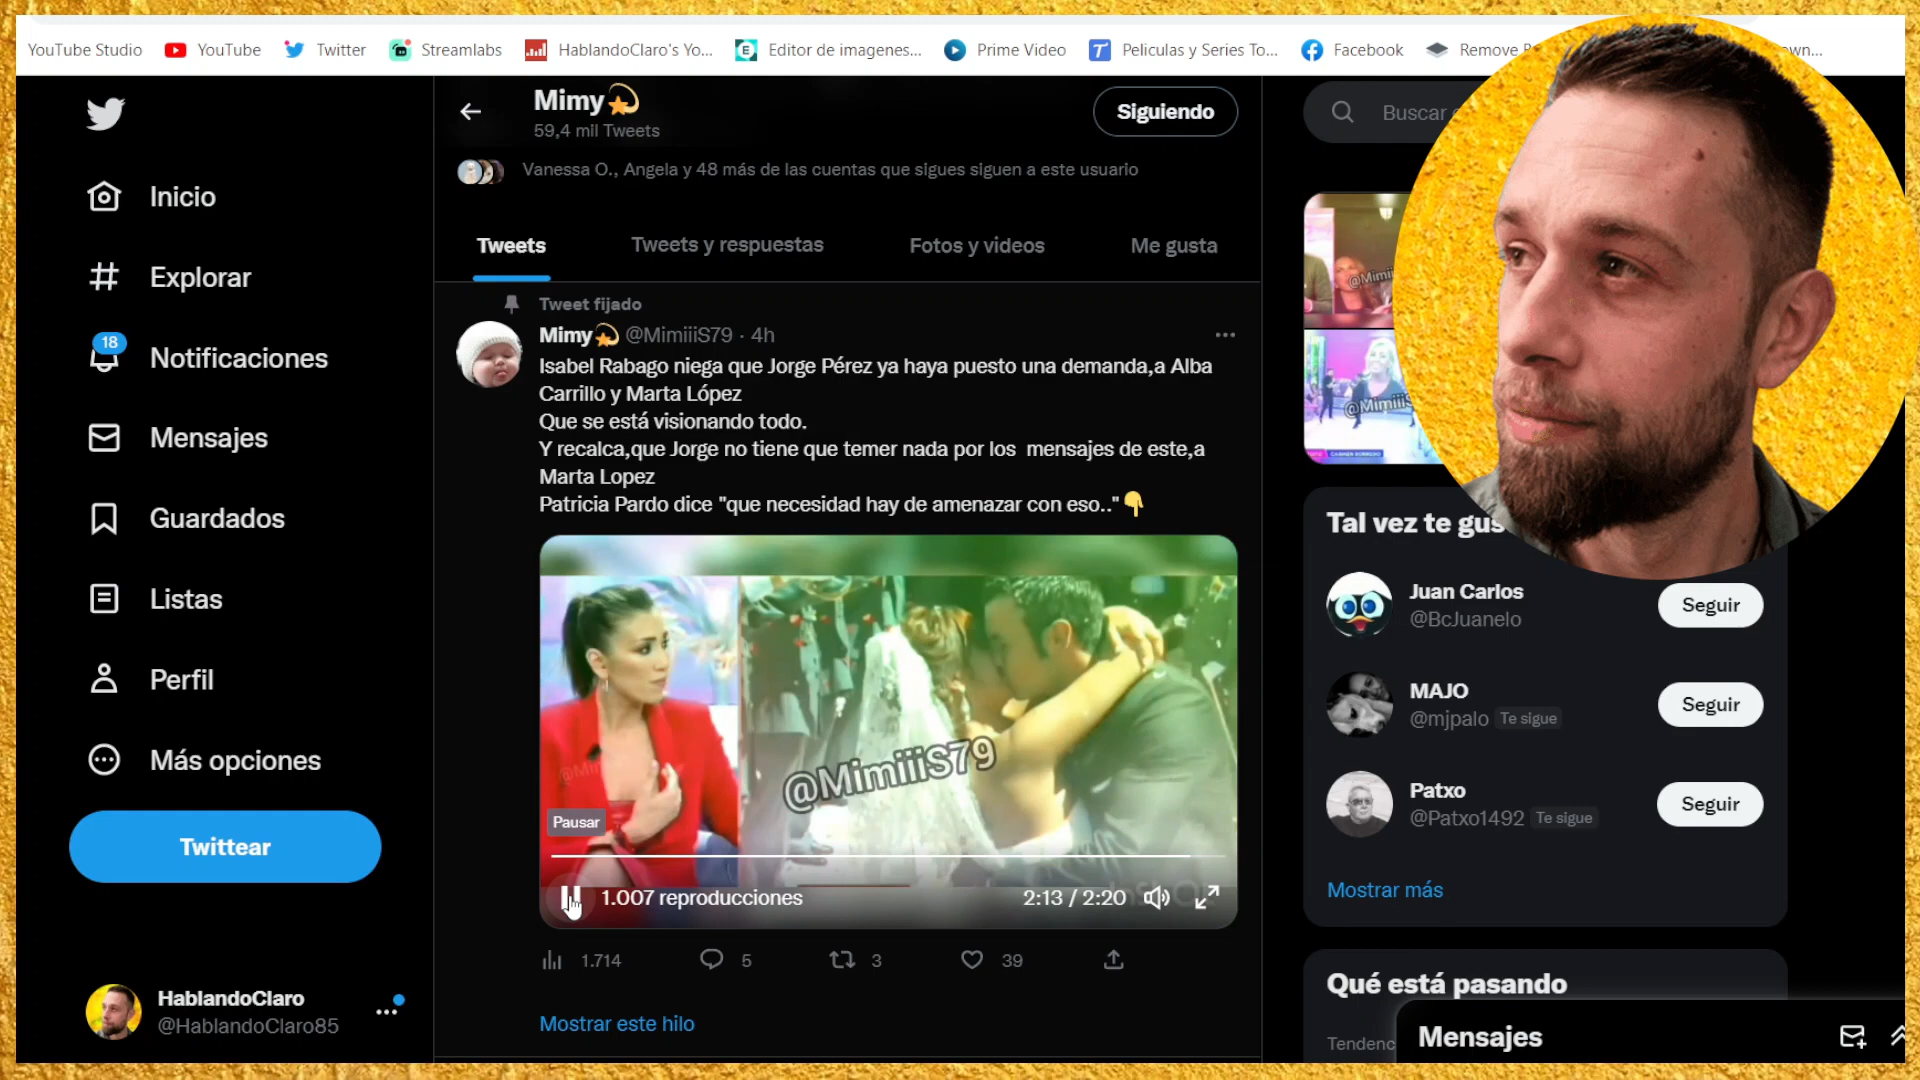 YouTube Studio
YouTube
Twitter
Streamlabs
HablandoClaro's Yo...
Editor de imagenes...
Prime Video
Peliculas y Series To...
Facebook
Remove
own...
Mimy
59,4 mil Tweets
Siguiendo
Buscar
Vanessa O., Angela y 48 más de las cuentas que sigues siguen a este usuario
Inicio
Explorar
18
Notificaciones
Mensajes
Guardados
Listas
Perfil
Más opciones
Twittear
HablandoClaro
@HablandoClaro85
Tweets
Tweets y respuestas
Fotos y videos
Me gusta
Tweet fijado
Mimy @MimiiiS79 · 4h
Isabel Rabago niega que Jorge Pérez ya haya puesto una demanda,a Alba
Carrillo y Marta López
Que se está visionando todo.
Y recalca,que Jorge no tiene que temer nada por los mensajes de este,a
Marta Lopez
Patricia Pardo dice "que necesidad hay de amenazar con eso.."
@MimiiiS79
Pausar
1.007 reproducciones
2:13 / 2:20
1.714
5
3
39
Mostrar este hilo
Tal vez te gus
Juan Carlos
@BcJuanelo
Seguir
MAJO
@mjpalo Te sigue
Seguir
Patxo
@Patxo1492 Te sigue
Seguir
Mostrar más
Qué está pasando
Tendenc
Mensajes